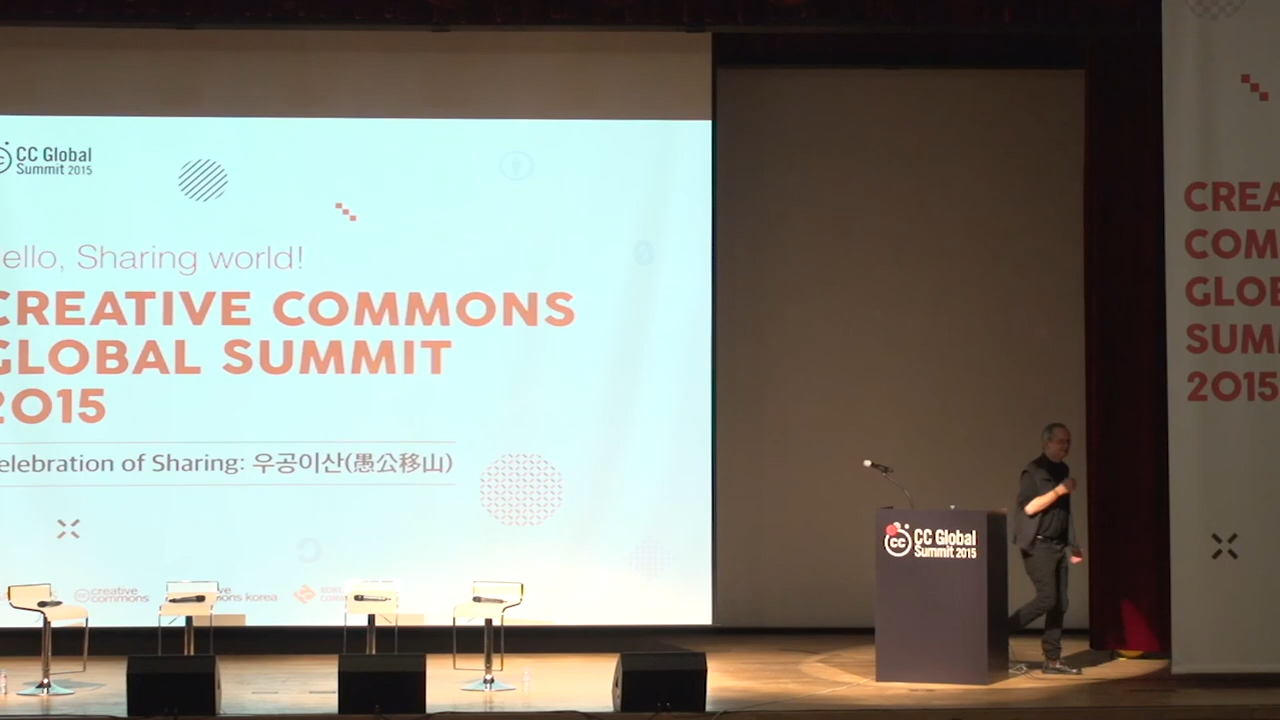 CC Global
Summit 2015
ello, Sharing world!
CREATIVE COMMONS
GLOBAL SUMMIT
2015
elebration of Sharing: 우공이산(愚公移山)
creative
commons
ve
ons korea
CC Global
Summit 2015
CREA
COM
GLOB
SUM
2015